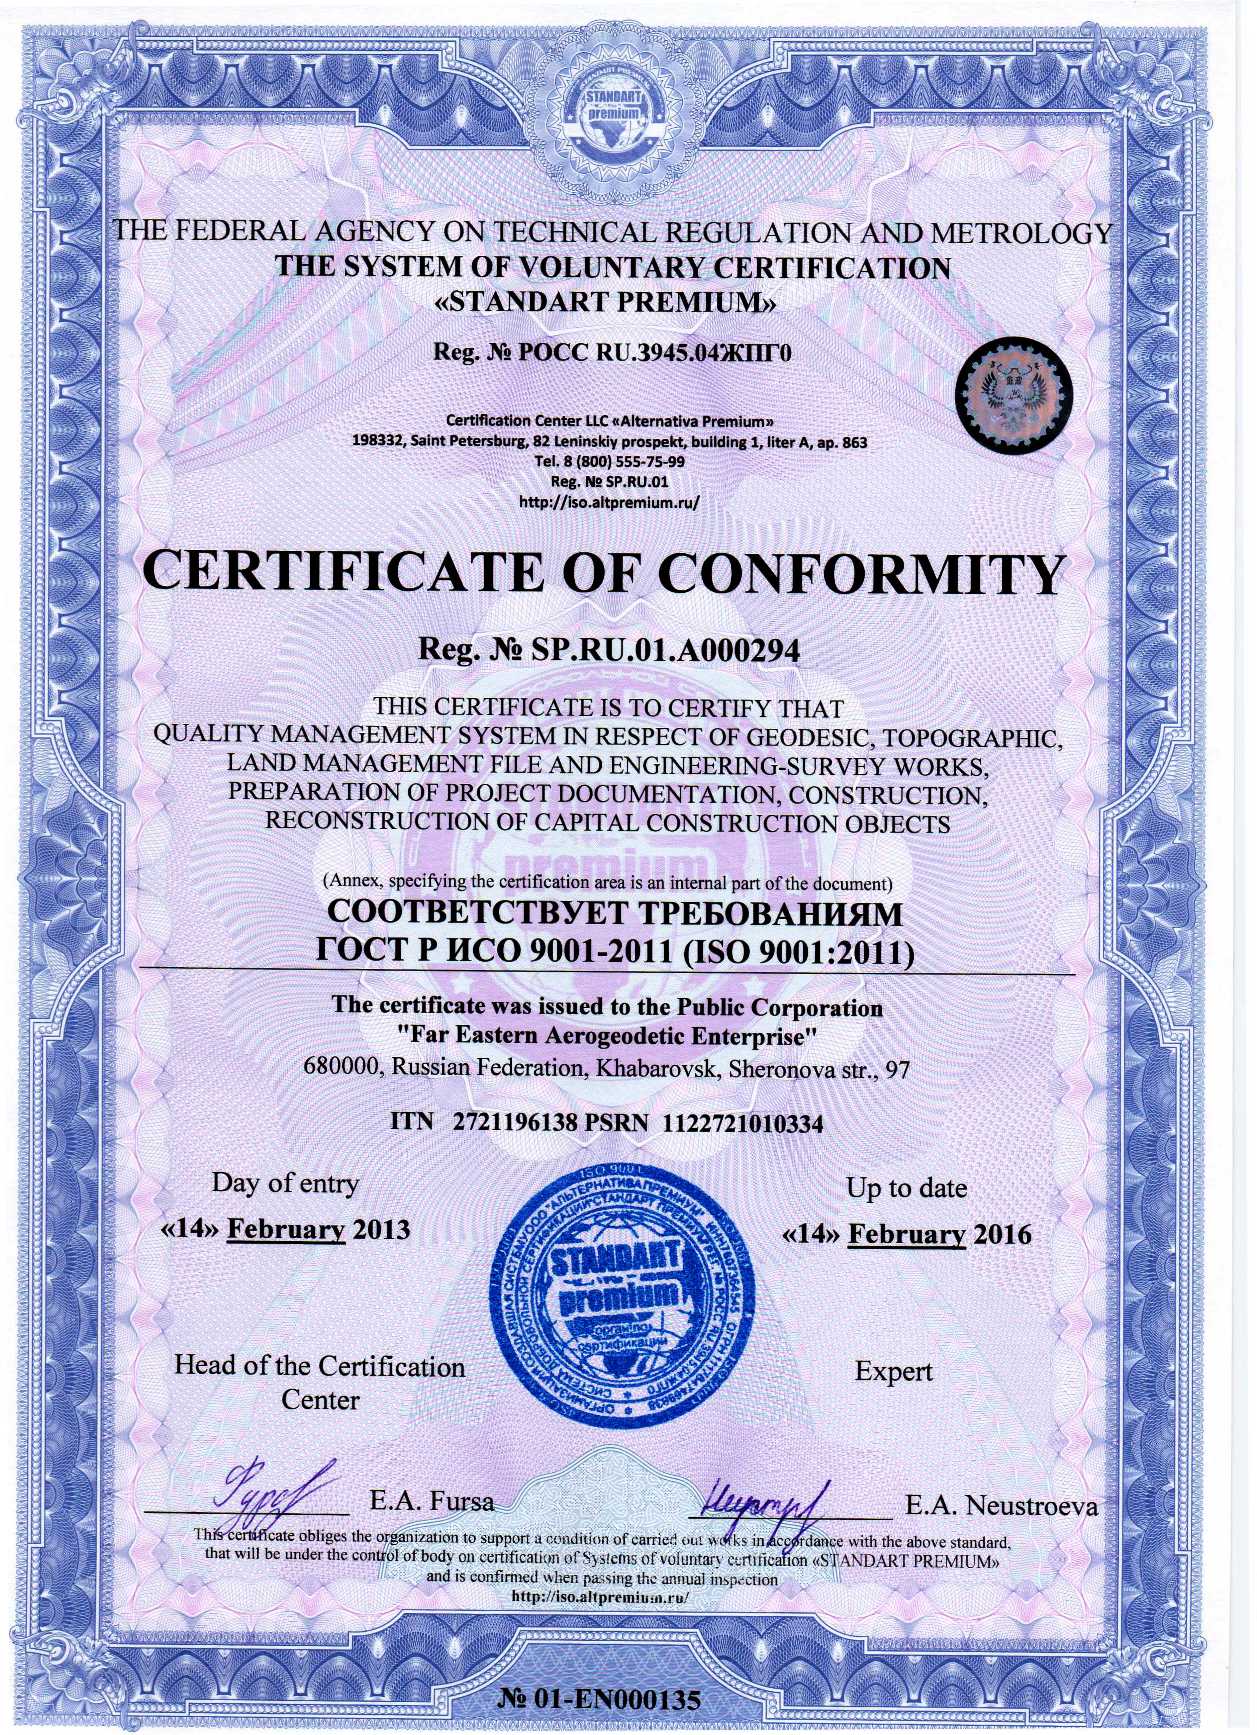 STANDART
premium
THE FEDERAL AGENCY ON TECHNICAL REGULATION AND METROLOGY
THE SYSTEM OF VOLUNTARY CERTIFICATION
«STANDART PREMIUM»
Reg. № РОСС RU.З945.04ЖПГ0
Certification Center LLC «Alternativa Premium»
198332, Saint Petersburg, 82 Leninskiy prospekt, building 1, liter A, ap. 863
Tel. 8 (800) 555-75-99
Reg. № SP.RU.01
http://iso.altpremium.ru/
CERTIFICATE OF CONFORMITY
Reg. № SP.RU.01.A000294
THIS CERTIFICATE IS TO CERTIFY THAT
QUALITY MANAGEMENT SYSTEM IN RESPECT OF GEODESIC, TOPOGRAPHIC,
LAND MANAGEMENT FILE AND ENGINEERING-SURVEY WORKS,
PREPARATION OF PROJECT DOCUMENTATION, CONSTRUCTION,
RECONSTRUCTION OF CAPITAL CONSTRUCTION OBJECTS
premium
(Annex, specifying the certification area is an internal part of the document)
СООТВЕТСТВУЕТ ТРЕБОВАНИЯМ
ГОСТ Р ИСО 9001-2011 (ISO 9001:2011)
The certificate was issued to the Public Corporation
"Far Eastern Aerogeodetic Enterprise"
680000, Russian Federation, Khabarovsk, Sheronova str., 97
ITN 2721196138 PSRN 1122721010334
Day of entry
Up to date
«14» February 2013
«14» February 2016
ISO 9001
STANDART
premium
сертификации
Head of the Certification
Center
Expert
E.A. Fursa
E.A. Neustroeva
This certificate obliges the organization to support a condition of carried out works in accordance with the above standard,
that will be under the control of body on certification of Systems of voluntary certification «STANDART PREMIUM»
and is confirmed when passing the annual inspection
http://iso.altpremium.ru/
№ 01-EN000135